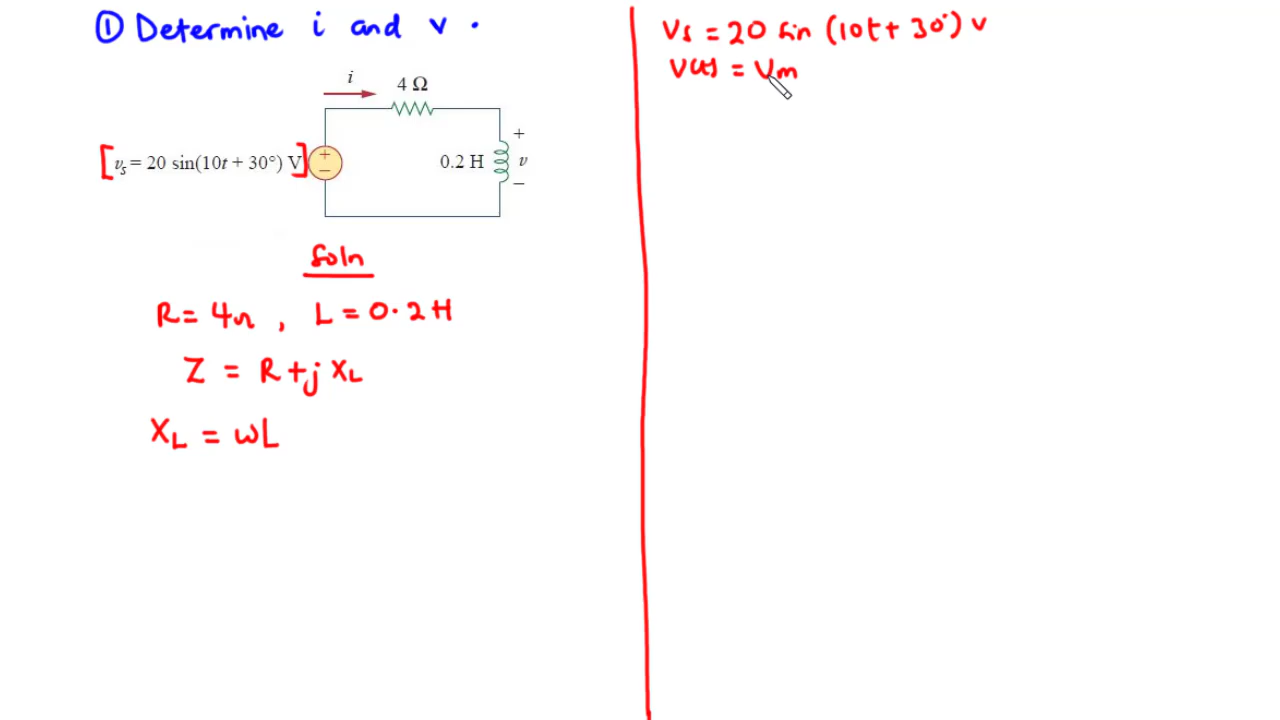 ① Determine i and v .
i
4 Ω
[vs = 20 sin(10t + 30°) V]
+
−
0.2 H
+
v
−
Soln
R = 4Ω , L = 0.2 H
Z = R + j XL
XL = ωL
Vs = 20 sin (10t + 30°) v
V(t) = Vm